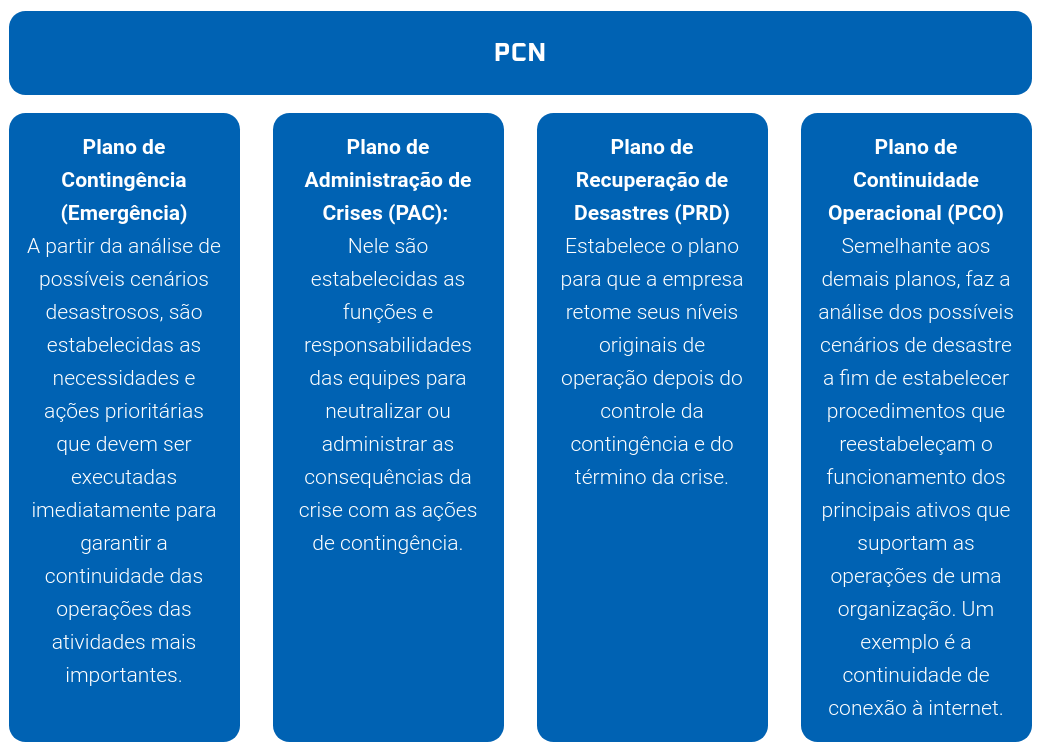 PCN
Plano de
Contingência
(Emergência)
A partir da análise de
possíveis cenários
desastrosos, são
estabelecidas as
necessidades e
ações prioritárias
que devem ser
executadas
imediatamente para
garantir a
continuidade das
operações das
atividades mais
importantes.
Plano de
Administração de
Crises (PAC):
Nele são
estabelecidas as
funções e
responsabilidades
das equipes para
neutralizar ou
administrar as
consequências da
crise com as ações
de contingência.
Plano de
Recuperação de
Desastres (PRD)
Estabelece o plano
para que a empresa
retome seus níveis
originais de
operação depois do
controle da
contingência e do
término da crise.
Plano de
Continuidade
Operacional (PCO)
Semelhante aos
demais planos, faz a
análise dos possíveis
cenários de desastre
a fim de estabelecer
procedimentos que
reestabeleçam o
funcionamento dos
principais ativos que
suportam as
operações de uma
organização. Um
exemplo é a
continuidade de
conexão à internet.